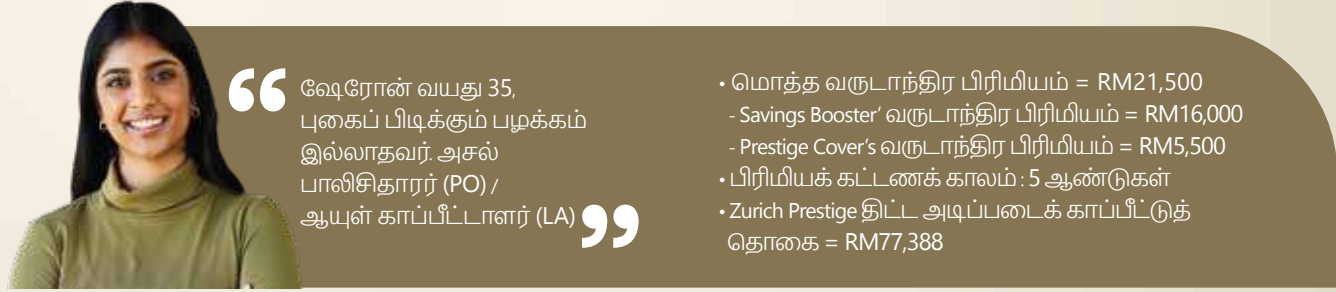 ஷேரோன் வயது 35,
புகைப் பிடிக்கும் பழக்கம்
இல்லாதவர். அசல்
பாலிசிதாரர் (PO) /
ஆயுள் காப்பீட்டாளர் (LA)
• மொத்த வருடாந்திர பிரிமியம் = RM21,500
- Savings Booster’ வருடாந்திர பிரிமியம் = RM16,000
- Prestige Cover’s வருடாந்திர பிரிமியம் = RM5,500
• பிரிமியக் கட்டணக் காலம் : 5 ஆண்டுகள்
• Zurich Prestige திட்ட அடிப்படைக் காப்பீட்டுத்
தொகை = RM77,388